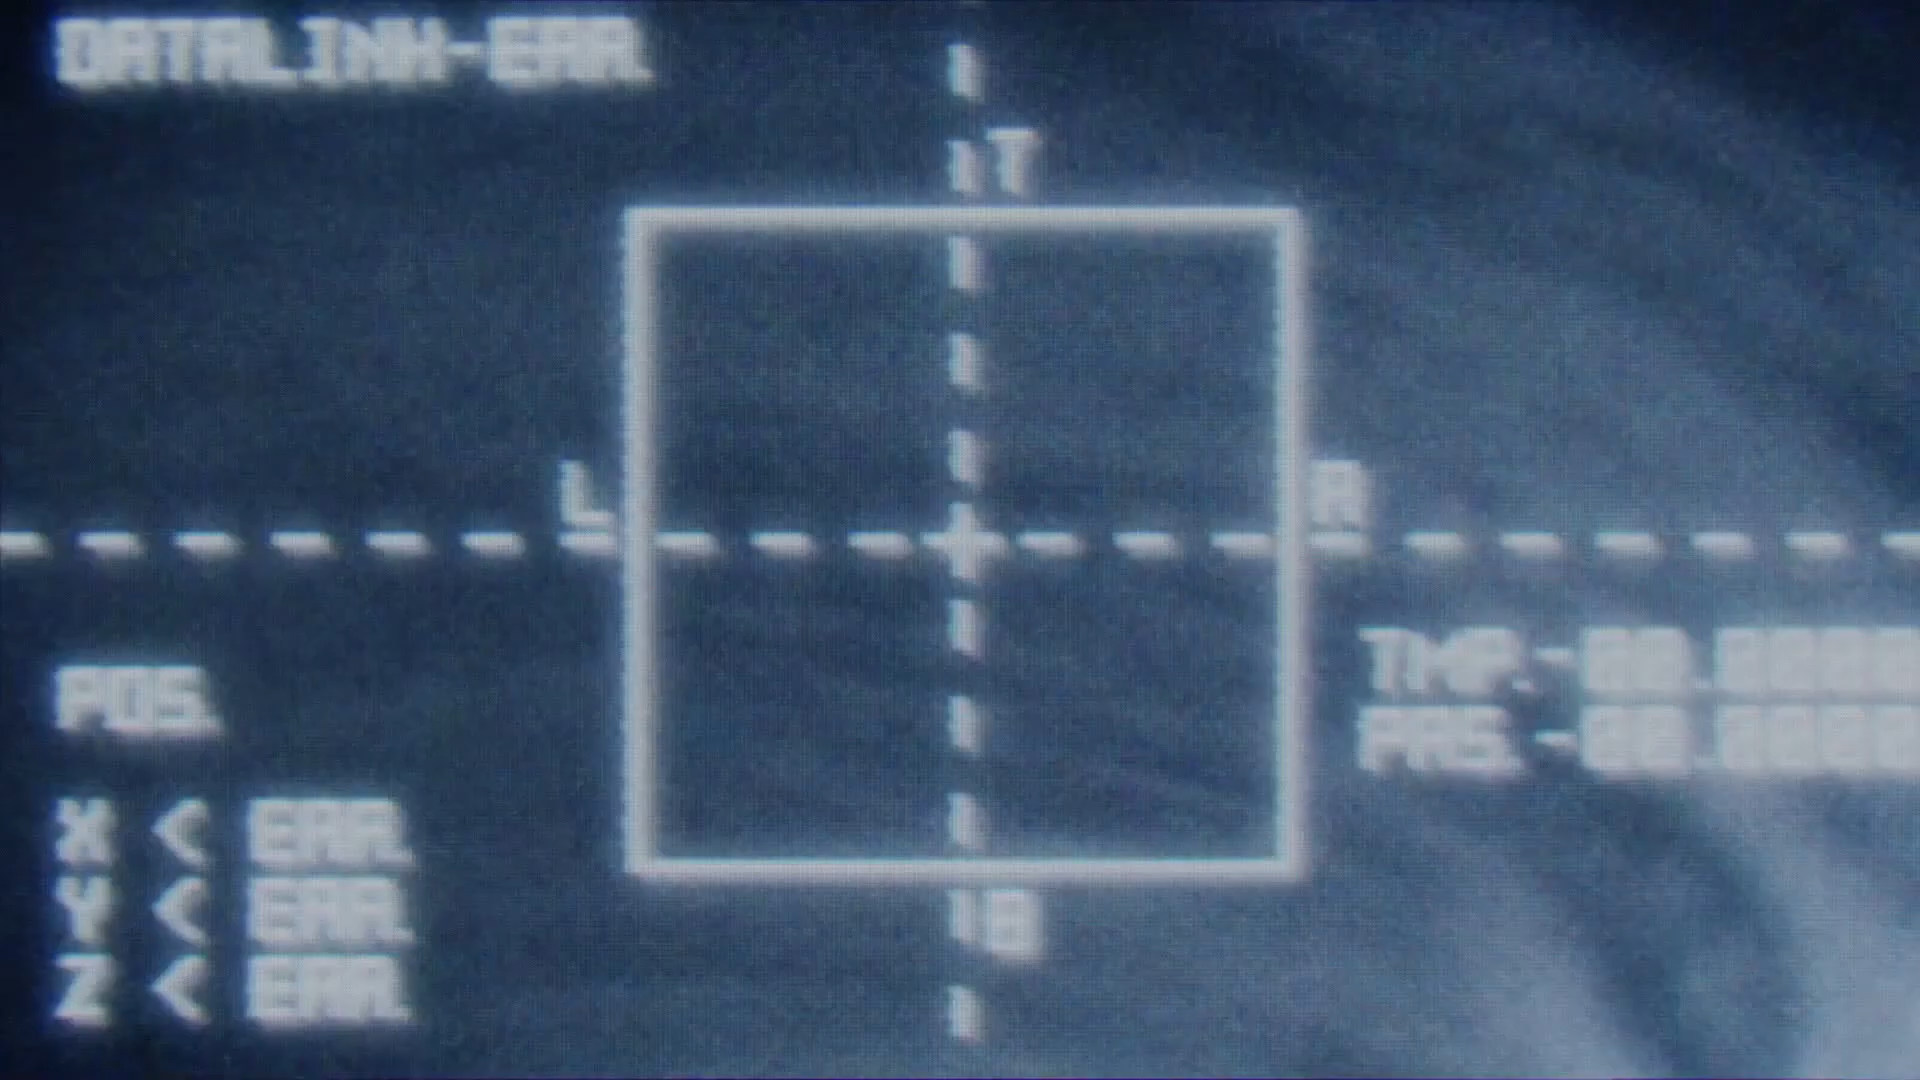 DATALINK-ERR.
T
L
R
TMP.-
POS.
PRS.-
X < ERR.
Y < ERR.
Z < ERR.
B